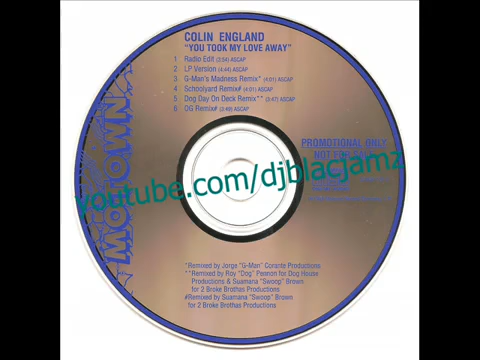 COLIN ENGLAND
"YOU TOOK MY LOVE AWAY"
1 Radio Edit (3:54) ASCAP
2 LP Version (4:44) ASCAP
3 G-Man's Madness Remix* (4:01) ASCAP
4 Schoolyard Remix# (4:01) ASCAP
5 Dog Day On Deck Remix** (3:47) ASCAP
6 OG Remix# (3:49) ASCAP
MOTOWN
PROMOTIONAL ONLY
NOT FOR SALE
youtube.com/djblacjamz
*Remixed by Jorge "G-Man" Corante Productions
**Remixed by Roy "Dog" Pennon for Dog House
Productions & Suamana "Swoop" Brown
for 2 Broke Brothas Productions
#Remixed by Suamana "Swoop" Brown
for 2 Broke Brothas Productions